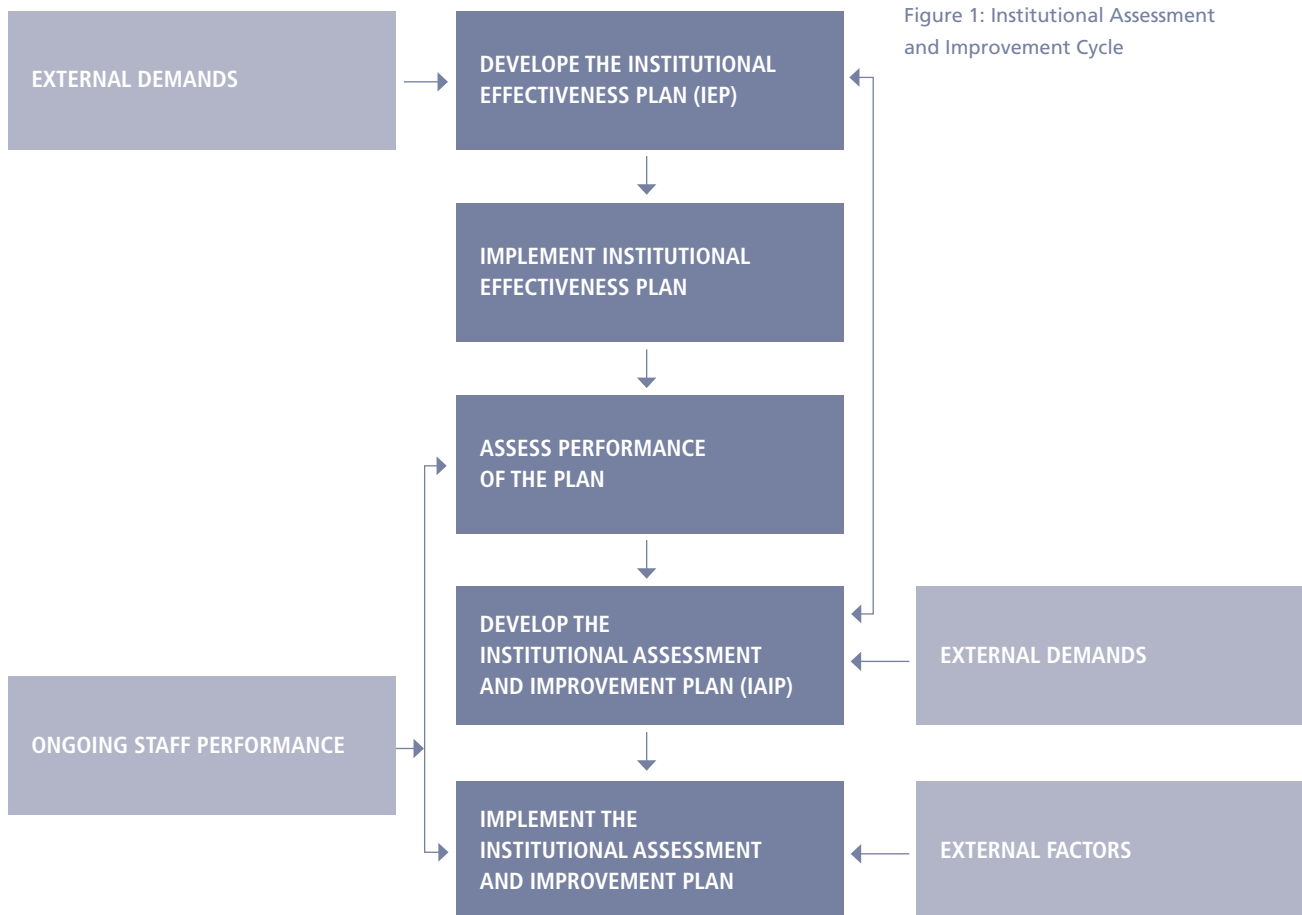 Figure 1: Institutional Assessment
and Improvement Cycle
EXTERNAL DEMANDS
DEVELOPE THE INSTITUTIONAL
EFFECTIVENESS PLAN (IEP)
IMPLEMENT INSTITUTIONAL
EFFECTIVENESS PLAN
ASSESS PERFORMANCE
OF THE PLAN
DEVELOP THE
INSTITUTIONAL ASSESSMENT
AND IMPROVEMENT PLAN (IAIP)
EXTERNAL DEMANDS
ONGOING STAFF PERFORMANCE
IMPLEMENT THE
INSTITUTIONAL ASSESSMENT
AND IMPROVEMENT PLAN
EXTERNAL FACTORS